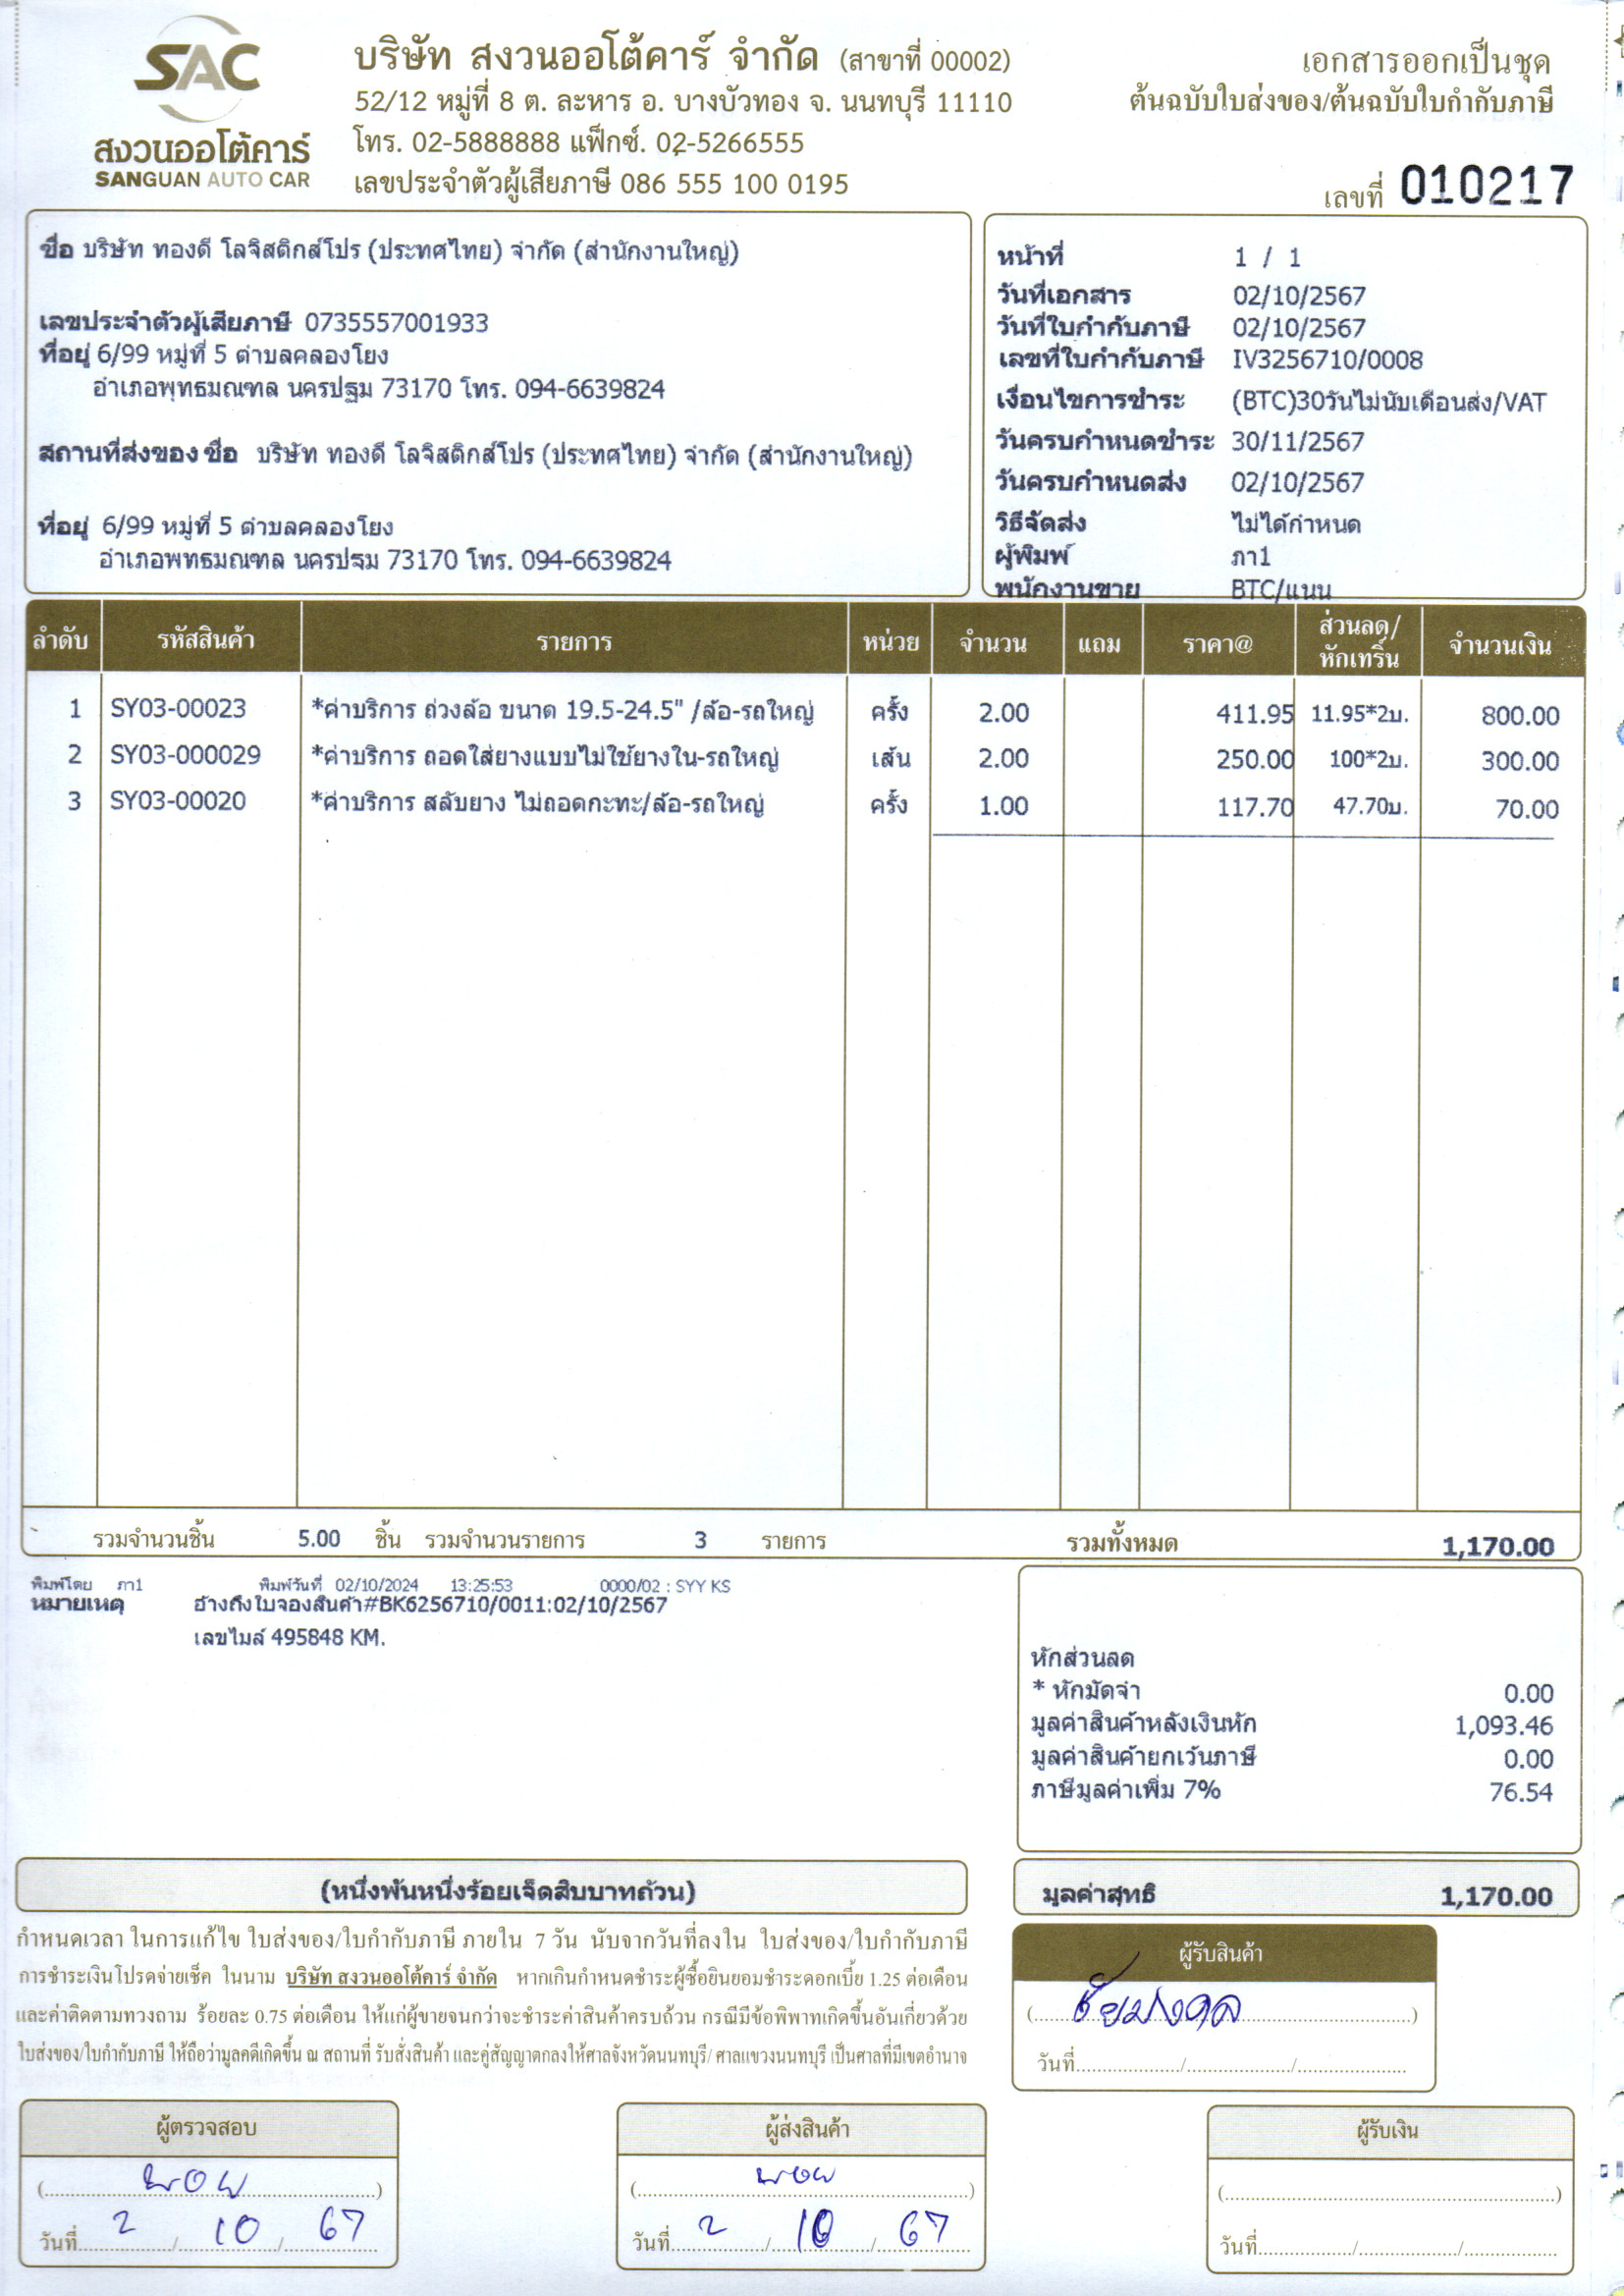 SAC
สงวนออโต้คาร์
SANGUAN AUTO CAR
บริษัท สงวนออโต้คาร์ จำกัด (สาขาที่ 00002)
52/12 หมู่ที่ 8 ต. ละหาร อ. บางบัวทอง จ. นนทบุรี 11110
โทร. 02-5888888 แฟ็กซ์. 02-5266555
เลขประจำตัวผู้เสียภาษี 086 555 100 0195
เอกสารออกเป็นชุด
ต้นฉบับใบส่งของ/ต้นฉบับใบกำกับภาษี
เลขที่ 010217
ชื่อ บริษัท ทองดี โลจิสติกส์โปร (ประทศไทย) จำกัด (สำนักงานใหญ่)
เลขประจำตัวผู้เสียภาษี 0735557001933
ที่อยู่ 6/99 หมู่ที่ 5 ตำบลคลองโยง
อำเภอพุทธมณฑล นครปฐม 73170 โทร. 094-6639824
สถานที่ส่งของ ชื่อ บริษัท ทองดี โลจิสติกส์โปร (ประทศไทย) จำกัด (สำนักงานใหญ่)
ที่อยู่ 6/99 หมู่ที่ 5 ตำบลคลองโยง
อำเภอพุทธมณฑล นครปฐม 73170 โทร. 094-6639824
หน้าที่ 1 / 1
วันที่เอกสาร 02/10/2567
วันที่ใบกำกับภาษี 02/10/2567
เลขที่ใบกำกับภาษี IV3256710/0008
เงื่อนไขการชำระ (BTC)30วันไม่นับเดือนส่ง/VAT
วันครบกำหนดชำระ 30/11/2567
วันครบกำหนดส่ง 02/10/2567
วิธีจัดส่ง ไม่ได้กำหนด
ผู้พิมพ์ ภา1
พนักงานขาย BTC/แนน
ลำดับ รหัสสินค้า รายการ หน่วย จำนวน แถม ราคา@ ส่วนลด/หักเทริ์น จำนวนเงิน
1 SY03-00023 *ค่าบริการ ถ่วงล้อ ขนาด 19.5-24.5" /ล้อ-รถใหญ่ ครั้ง 2.00 411.95 11.95*2บ. 800.00
2 SY03-000029 *ค่าบริการ ถอดใส่ยางแบบไม่ใช้ยางใน-รถใหญ่ เส้น 2.00 250.00 100*2บ. 300.00
3 SY03-00020 *ค่าบริการ สลับยาง ไม่ถอดกะทะ/ล้อ-รถใหญ่ ครั้ง 1.00 117.70 47.70บ. 70.00
รวมจำนวนชิ้น 5.00 ชิ้น รวมจำนวนรายการ 3 รายการ รวมทั้งหมด 1,170.00
พิมพ์โดย ภา1 พิมพ์วันที่ 02/10/2024 13:25:53 0000/02 : SYY KS
หมายเหตุ อ้างถึงใบจองสินค้า#BK6256710/0011:02/10/2567
เลขไมล์ 495848 KM.
หักส่วนลด
* หักมัดจำ 0.00
มูลค่าสินค้าหลังเงินหัก 1,093.46
มูลค่าสินค้ายกเว้นภาษี 0.00
ภาษีมูลค่าเพิ่ม 7% 76.54
(หนึ่งพันหนึ่งร้อยเจ็ดสิบบาทถ้วน)
มูลค่าสุทธิ 1,170.00
กำหนดเวลา ในการแก้ไข ใบส่งของ/ใบกำกับภาษี ภายใน 7 วัน นับจากวันที่ลงใน ใบส่งของ/ใบกำกับภาษี
การชำระเงินโปรดจ่ายเช็ค ในนาม บริษัท สงวนออโต้คาร์ จำกัด หากเกินกำหนดชำระผู้ซื้อยินยอมชำระดอกเบี้ย 1.25 ต่อเดือน
และค่าติดตามทวงถาม ร้อยละ 0.75 ต่อเดือน ให้แก่ผู้ขายจนกว่าจะชำระค่าสินค้าครบถ้วน กรณีมีข้อพิพาทเกิดขึ้นอันเกี่ยวด้วย
ใบส่งของ/ใบกำกับภาษี ให้ถือว่ามูลคดีเกิดขึ้น ณ สถานที่ รับสั่งสินค้า และคู่สัญญาตกลงให้ศาลจังหวัดนนทบุรี/ ศาลแขวงนนทบุรี เป็นศาลที่มีเขตอำนาจ
ผู้รับสินค้า
(ชัยมงคล)
วันที่ / /
ผู้ตรวจสอบ
(พอย)
วันที่ 2 / 10 / 67
ผู้ส่งสินค้า
(พอย)
วันที่ 2 / 10 / 67
ผู้รับเงิน
( )
วันที่ / /